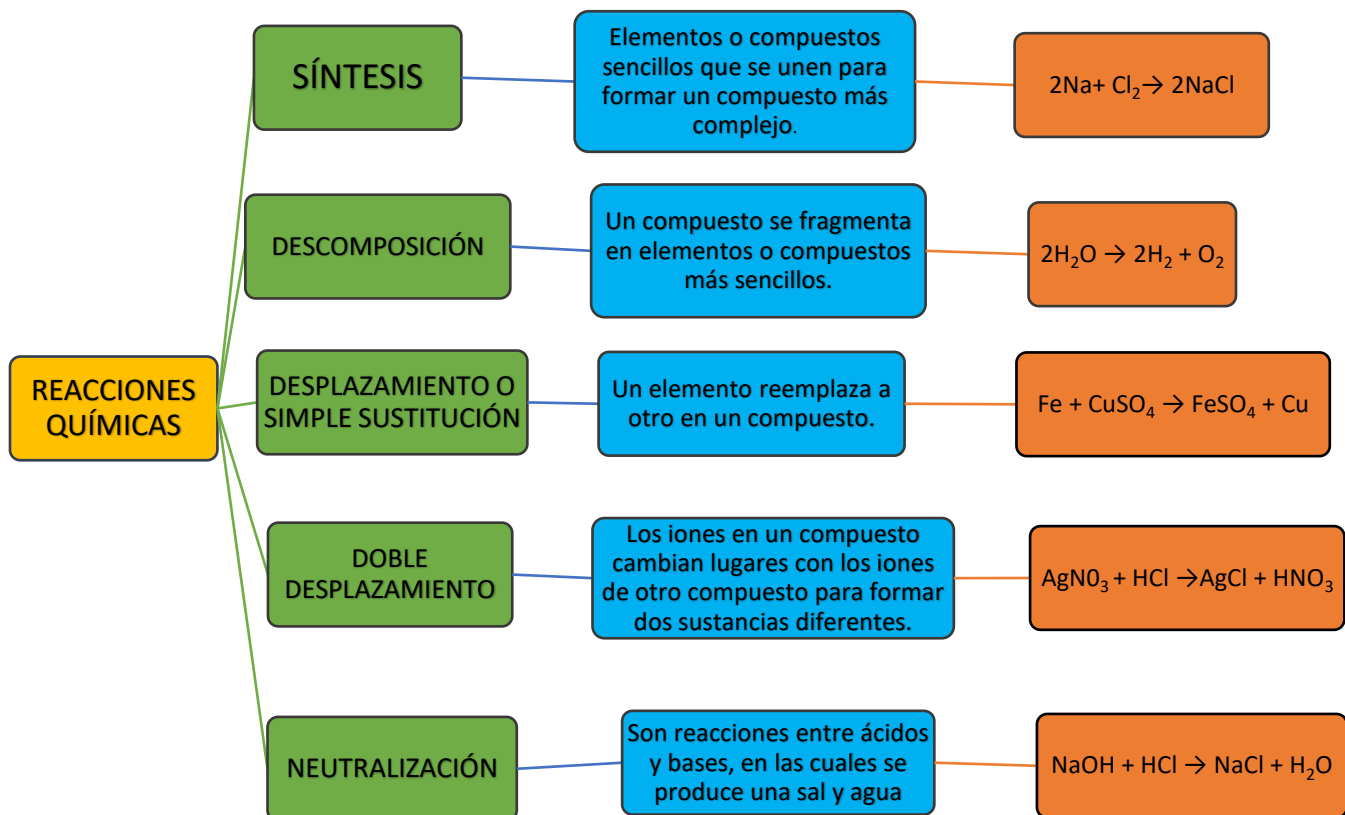 SÍNTESIS
Elementos o compuestos
sencillos que se unen para
formar un compuesto más
complejo.
2Na+ Cl₂→ 2NaCl
DESCOMPOSICIÓN
Un compuesto se fragmenta
en elementos o compuestos
más sencillos.
2H₂O → 2H₂ + O₂
REACCIONES
QUÍMICAS
DESPLAZAMIENTO O
SIMPLE SUSTITUCIÓN
Un elemento reemplaza a
otro en un compuesto.
Fe + CuSO₄ → FeSO₄ + Cu
DOBLE
DESPLAZAMIENTO
Los iones en un compuesto
cambian lugares con los iones
de otro compuesto para formar
dos sustancias diferentes.
AgN0₃ + HCl →AgCl + HNO₃
NEUTRALIZACIÓN
Son reacciones entre ácidos
y bases, en las cuales se
produce una sal y agua
NaOH + HCl → NaCl + H₂O